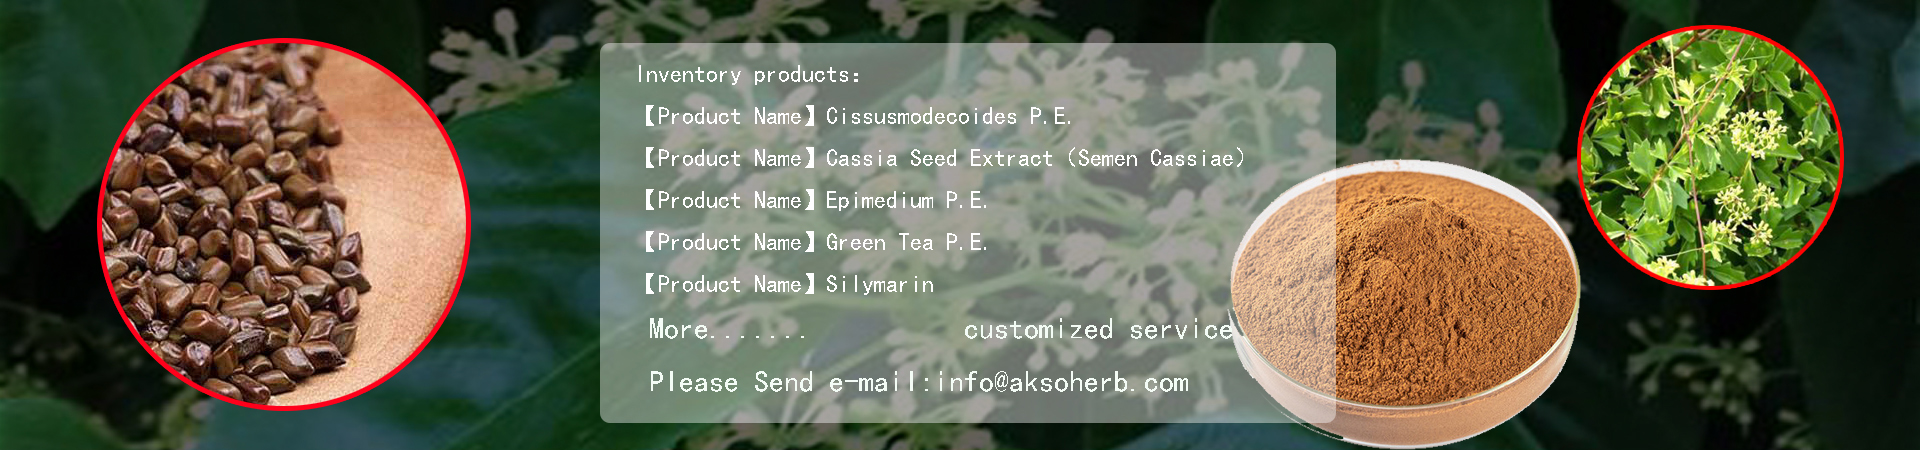 Inventory products:
【Product Name】Cissusmodecoides P.E.
【Product Name】Cassia Seed Extract (Semen Cassiae)
【Product Name】Epimedium P.E.
【Product Name】Green Tea P.E.
【Product Name】Silymarin
More....... customized service
Please Send e-mail:info@aksoherb.com